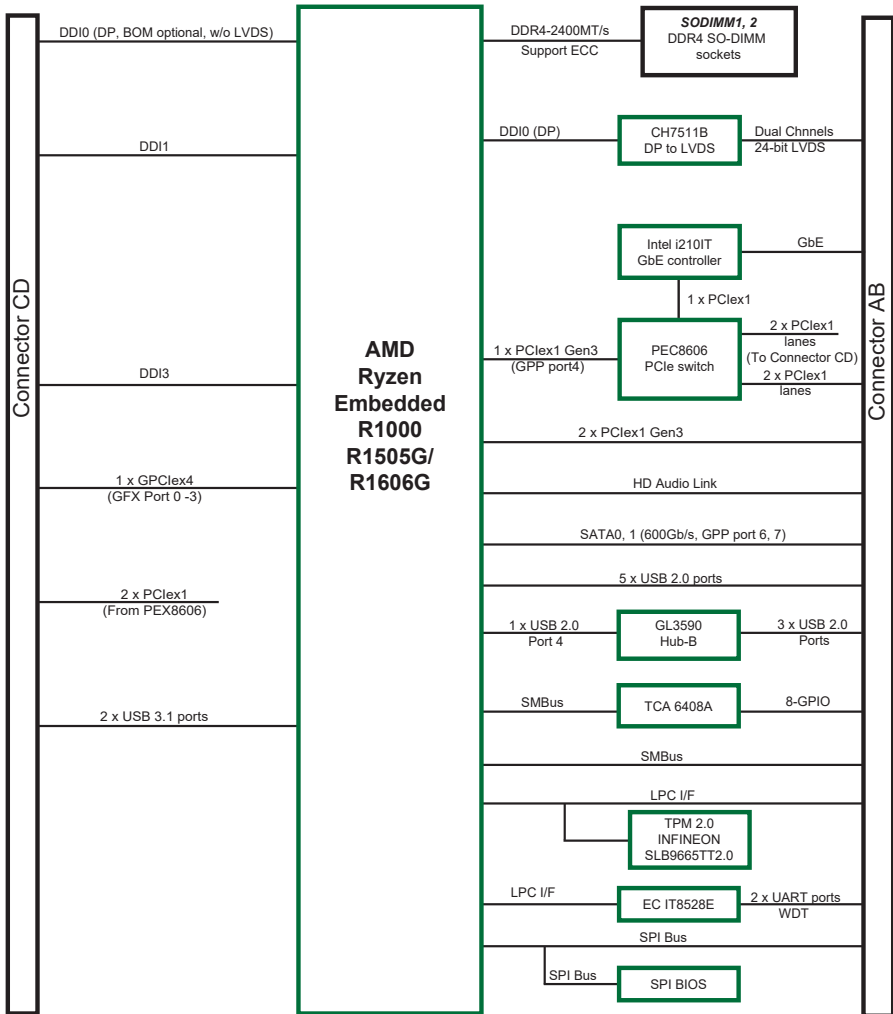 Connector CD
DDI0 (DP, BOM optional, w/o LVDS)
DDI1
DDI3
1 x GPCIex4
(GFX Port 0 -3)
2 x PCIex1
(From PEX8606)
2 x USB 3.1 ports
AMD
Ryzen
Embedded
R1000
R1505G/
R1606G
DDR4-2400MT/s
Support ECC
SODIMM1, 2
DDR4 SO-DIMM
sockets
DDI0 (DP)
CH7511B
DP to LVDS
Dual Chnnels
24-bit LVDS
Intel i210IT
GbE controller
GbE
1 x PCIex1
1 x PCIex1 Gen3
(GPP port4)
PEC8606
PCIe switch
2 x PCIex1
lanes
(To Connector CD)
2 x PCIex1
lanes
2 x PCIex1 Gen3
HD Audio Link
SATA0, 1 (600Gb/s, GPP port 6, 7)
5 x USB 2.0 ports
1 x USB 2.0
Port 4
GL3590
Hub-B
3 x USB 2.0
Ports
SMBus
TCA 6408A
8-GPIO
SMBus
LPC I/F
TPM 2.0
INFINEON
SLB9665TT2.0
LPC I/F
EC IT8528E
2 x UART ports
WDT
SPI Bus
SPI Bus
SPI BIOS
Connector AB